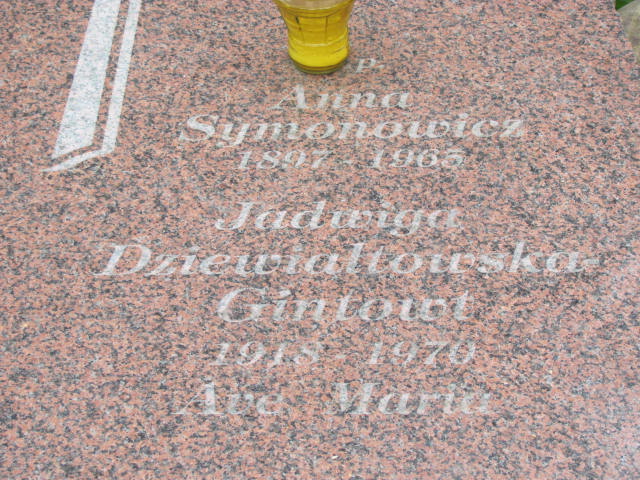 P.
Anna
Symonowicz
1897 - 1965
Jadwiga
Dziewiałtowska-
Gintowt
1918 - 1970
Ave Maria